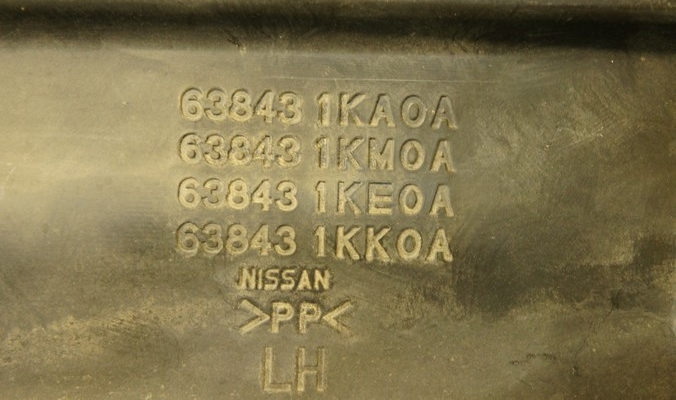 63843 1KA0A
63843 1KM0A
63843 1KE0A
63843 1KK0A
NISSAN
>PP<
LH